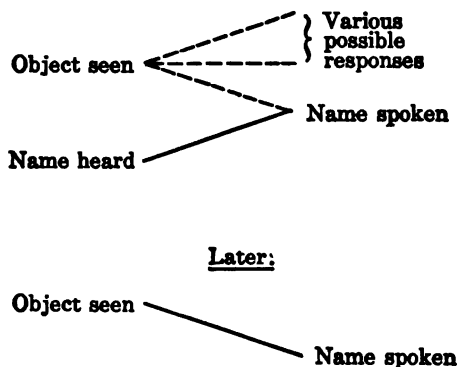 Various
possible
responses
Object seen
Name spoken
Name heard
Later:
Object seen
Name spoken